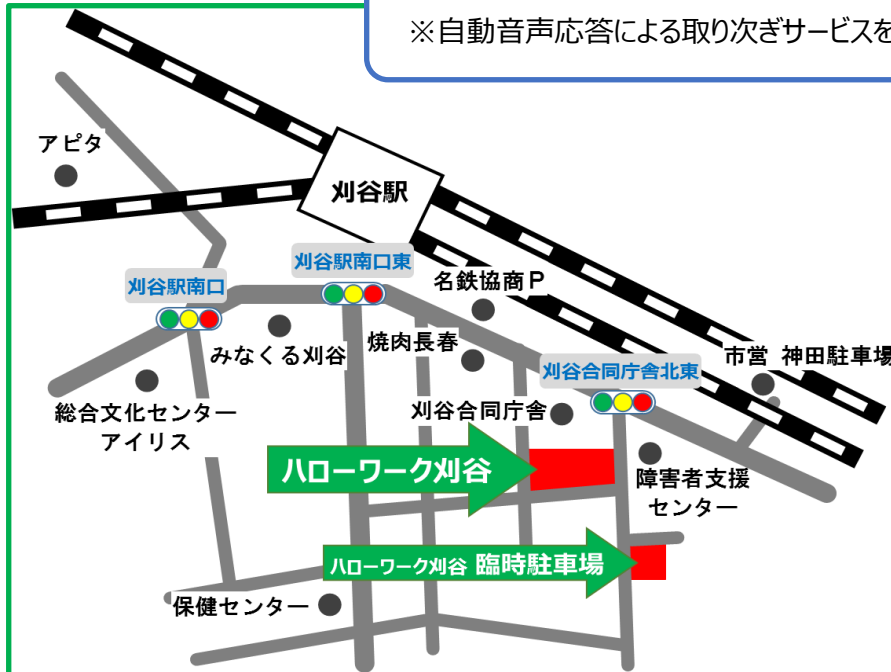 ※自動音声応答による取り次ぎサービスを
アピタ
刈谷駅
刈谷駅南口東
刈谷駅南口
名鉄協商P
みなくる刈谷
焼肉長春
刈谷合同庁舎北東
市営 神田駐車場
総合文化センター
アイリス
刈谷合同庁舎
ハローワーク刈谷
障害者支援
センター
ハローワーク刈谷 臨時駐車場
保健センター